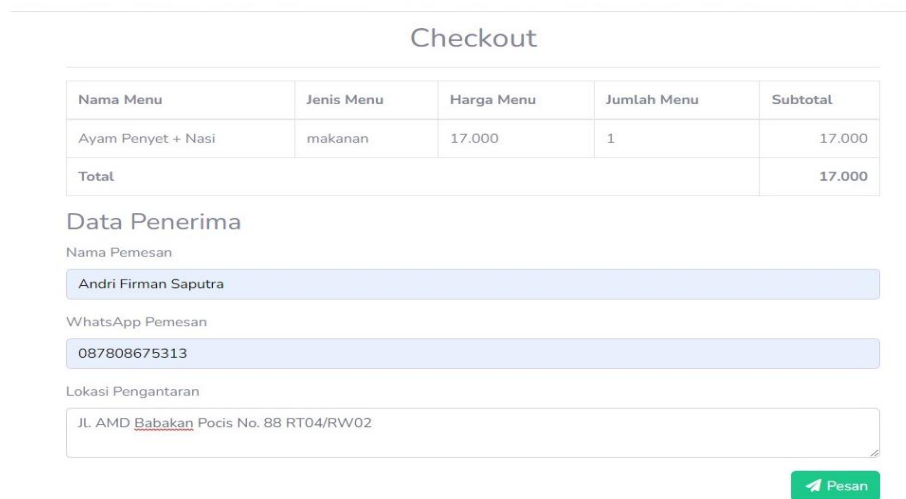 Checkout
Nama Menu Jenis Menu Harga Menu Jumlah Menu Subtotal
Ayam Penyet + Nasi makanan 17.000 1 17.000
Total 17.000
Data Penerima
Nama Pemesan
Andri Firman Saputra
WhatsApp Pemesan
087808675313
Lokasi Pengantaran
Jl. AMD Babakan Pocis No. 88 RT04/RW02
Pesan